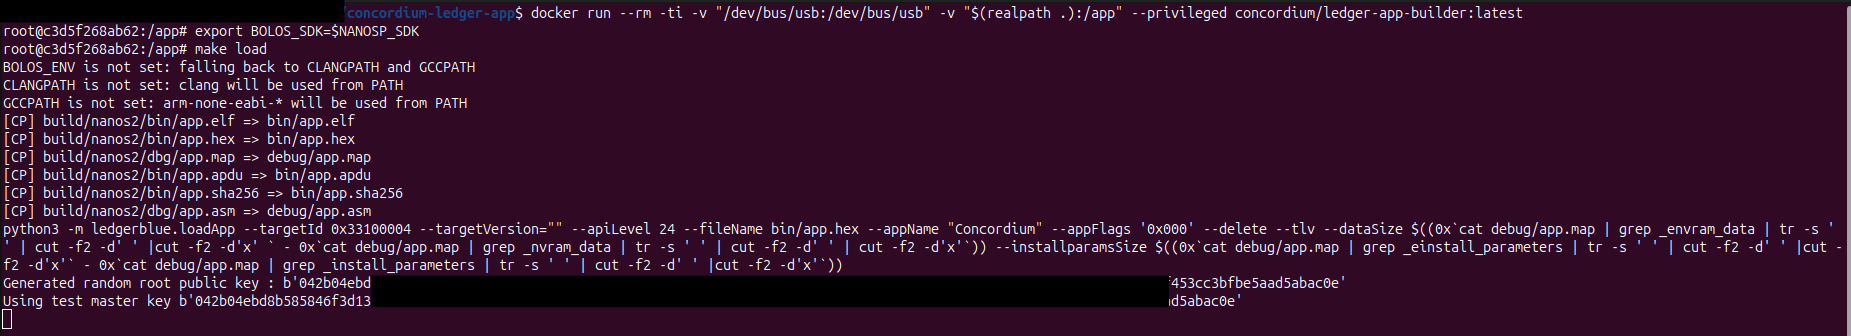 concordium-ledger-app$ docker run --rm -ti -v "/dev/bus/usb:/dev/bus/usb" -v "$(realpath .):/app" --privileged concordium/ledger-app-builder:latest
root@c3d5f268ab62:/app# export BOLOS_SDK=$NANOSP_SDK
root@c3d5f268ab62:/app# make load
BOLOS_ENV is not set: falling back to CLANGPATH and GCCPATH
CLANGPATH is not set: clang will be used from PATH
GCCPATH is not set: arm-none-eabi-* will be used from PATH
[CP] build/nanos2/bin/app.elf => bin/app.elf
[CP] build/nanos2/bin/app.hex => bin/app.hex
[CP] build/nanos2/dbg/app.map => debug/app.map
[CP] build/nanos2/bin/app.apdu => bin/app.apdu
[CP] build/nanos2/bin/app.sha256 => bin/app.sha256
[CP] build/nanos2/dbg/app.asm => debug/app.asm
python3 -m ledgerblue.loadApp --targetId 0x33100004 --targetVersion="" --apiLevel 24 --fileName bin/app.hex --appName "Concordium" --appFlags '0x000' --delete --tlv --dataSize $((0x`cat debug/app.map | grep _envram_data | tr -s '
' | cut -f2 -d' ' |cut -f2 -d'x' ` - 0x`cat debug/app.map | grep _nvram_data | tr -s ' ' | cut -f2 -d' ' | cut -f2 -d'x'`)) --installparamsSize $((0x`cat debug/app.map | grep _einstall_parameters | tr -s ' ' | cut -f2 -d' ' |cut -
f2 -d'x'` - 0x`cat debug/app.map | grep _install_parameters | tr -s ' ' | cut -f2 -d' ' |cut -f2 -d'x'`))
Generated random root public key : b'042b04ebd f453cc3bfbe5aad5abac0e'
Using test master key b'042b04ebd8b585846f3d13 ad5abac0e'